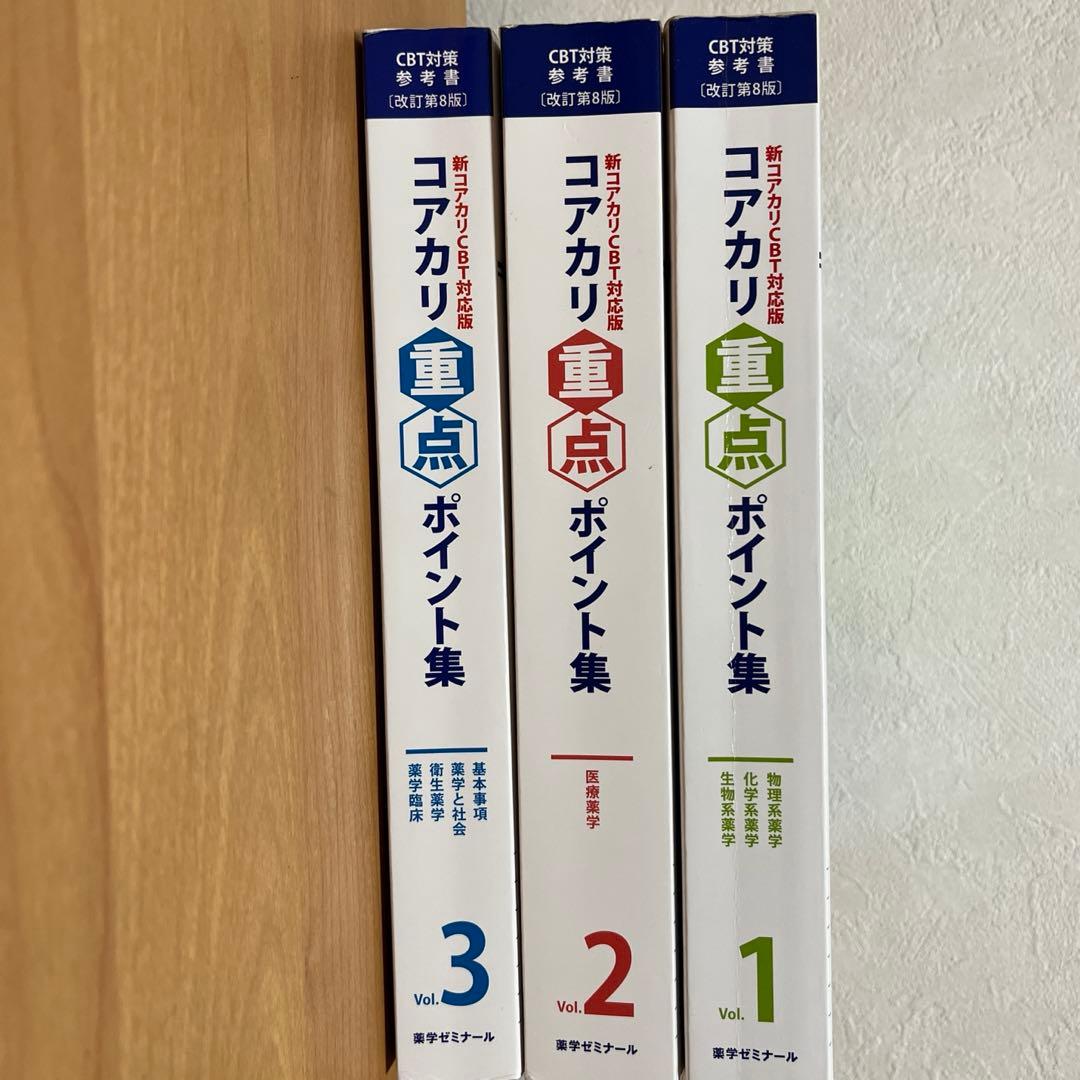 CBT対策
参考書
〔改訂第8版〕
新コアカリCBT対応版
コアカリ重点ポイント集
基本事項
薬学と社会
衛生薬学
薬学臨床
Vol.3
薬学ゼミナール
CBT対策
参考書
〔改訂第8版〕
新コアカリCBT対応版
コアカリ重点ポイント集
医療薬学
Vol.2
薬学ゼミナール
CBT対策
参考書
〔改訂第8版〕
新コアカリCBT対応版
コアカリ重点ポイント集
物理系薬学
化学系薬学
生物系薬学
Vol.1
薬学ゼミナール